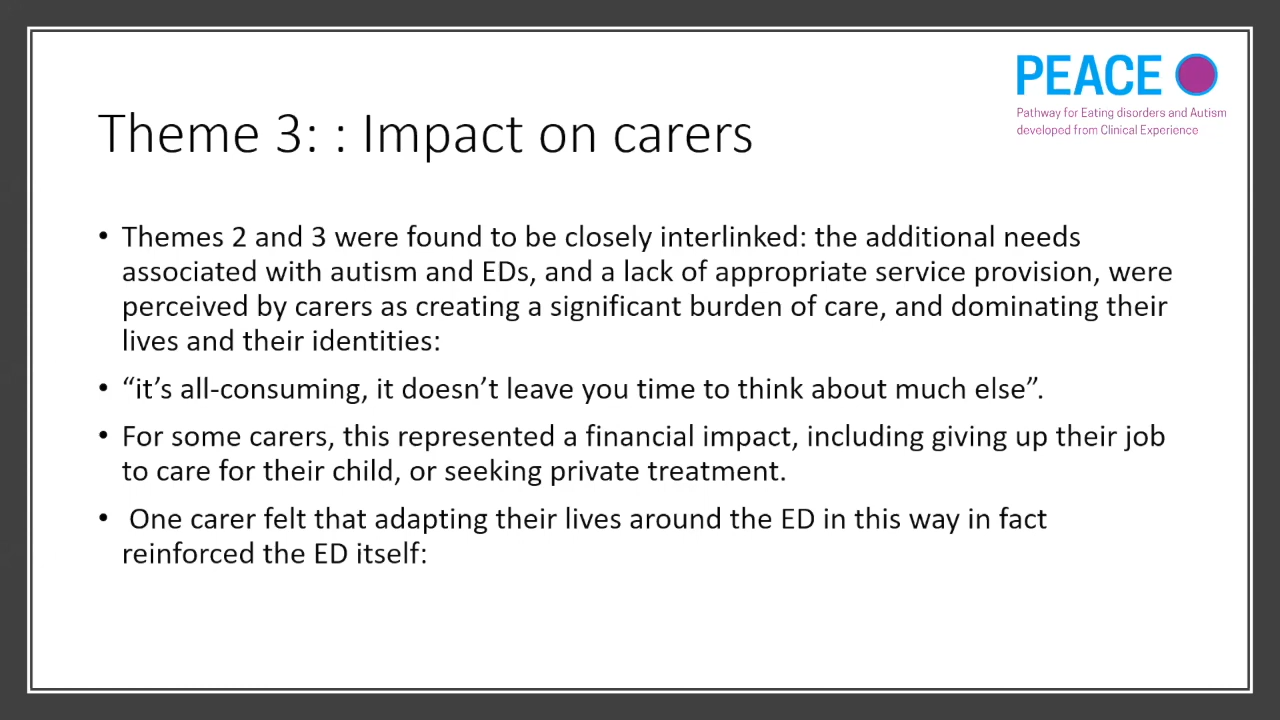 PEACE
Pathway for Eating disorders and Autism
developed from Clinical Experience
Theme 3: : Impact on carers
• Themes 2 and 3 were found to be closely interlinked: the additional needs
associated with autism and EDs, and a lack of appropriate service provision, were
perceived by carers as creating a significant burden of care, and dominating their
lives and their identities:
• “it’s all-consuming, it doesn’t leave you time to think about much else”.
• For some carers, this represented a financial impact, including giving up their job
to care for their child, or seeking private treatment.
• One carer felt that adapting their lives around the ED in this way in fact
reinforced the ED itself: